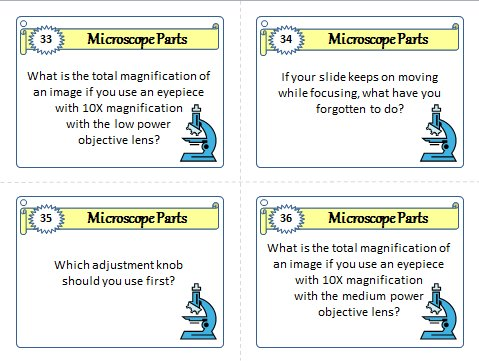 33
Microscope Parts
What is the total magnification of
an image if you use an eyepiece
with 10X magnification
with the low power
objective lens?
34
Microscope Parts
If your slide keeps on moving
while focusing, what have you
forgotten to do?
35
Microscope Parts
Which adjustment knob
should you use first?
36
Microscope Parts
What is the total magnification of
an image if you use an eyepiece
with 10X magnification
with the medium power
objective lens?